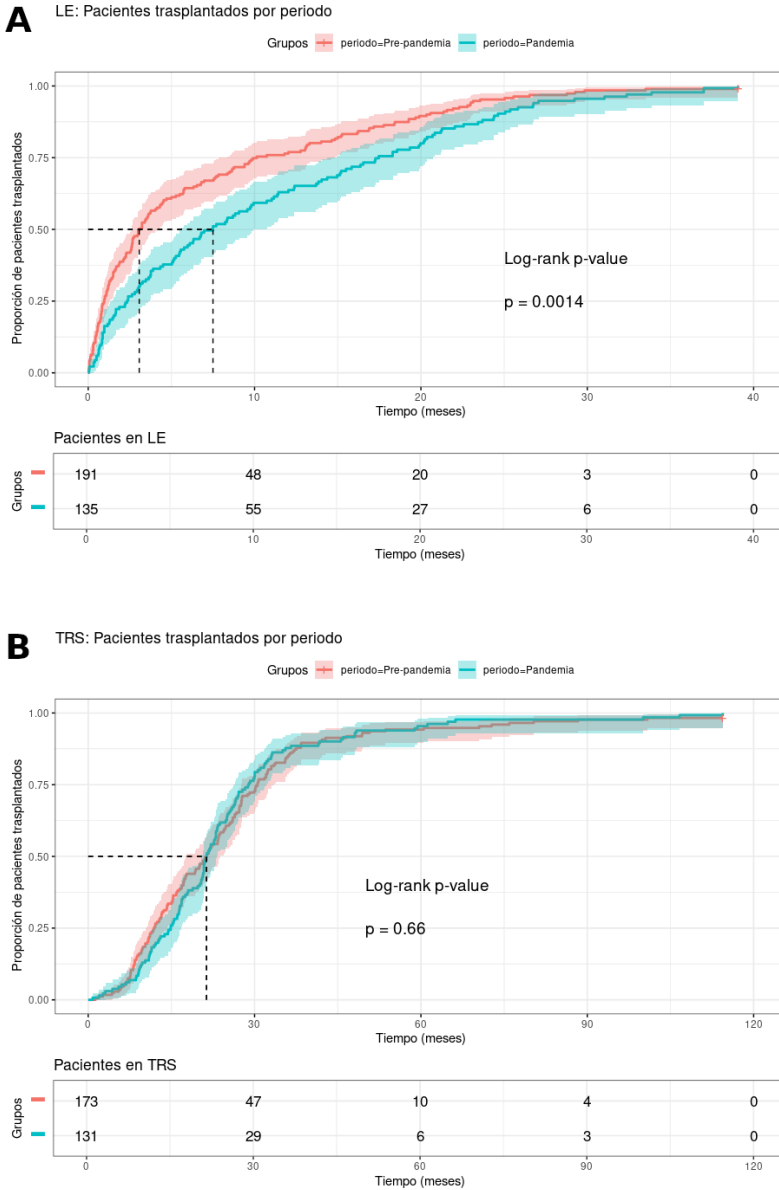 A
LE: Pacientes trasplantados por periodo
Grupos periodo=Pre-pandemia periodo=Pandemia
Proporción de pacientes trasplantados
1.00
0.75
0.50
0.25
0.00
Log-rank p-value
p = 0.0014
0 10 20 30 40
Tiempo (meses)
Pacientes en LE
Grupos
191 48 20 3 0
135 55 27 6 0
0 10 20 30 40
Tiempo (meses)
B
TRS: Pacientes trasplantados por periodo
Grupos periodo=Pre-pandemia periodo=Pandemia
Proporción de pacientes trasplantados
1.00
0.75
0.50
0.25
0.00
Log-rank p-value
p = 0.66
0 30 60 90 120
Tiempo (meses)
Pacientes en TRS
Grupos
173 47 10 4 0
131 29 6 3 0
0 30 60 90 120
Tiempo (meses)